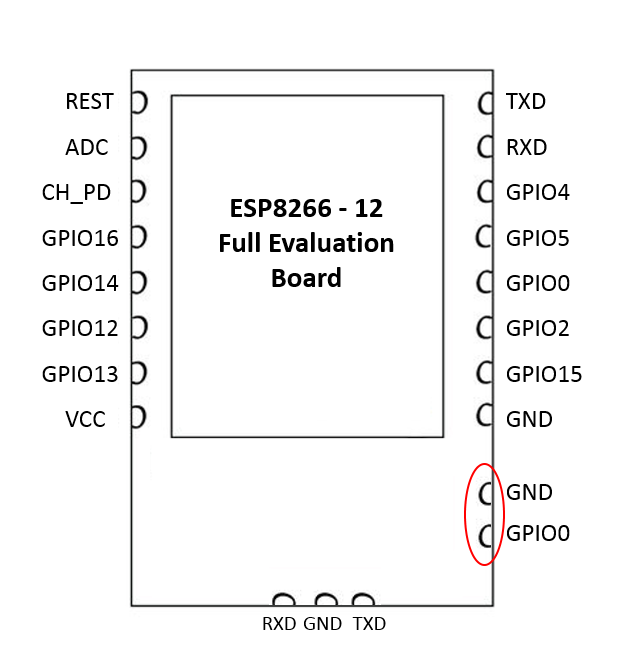 REST
ADC
CH_PD
GPIO16
GPIO14
GPIO12
GPIO13
VCC
ESP8266 - 12
Full Evaluation
Board
TXD
RXD
GPIO4
GPIO5
GPIO0
GPIO2
GPIO15
GND
GND
GPIO0
RXD GND TXD